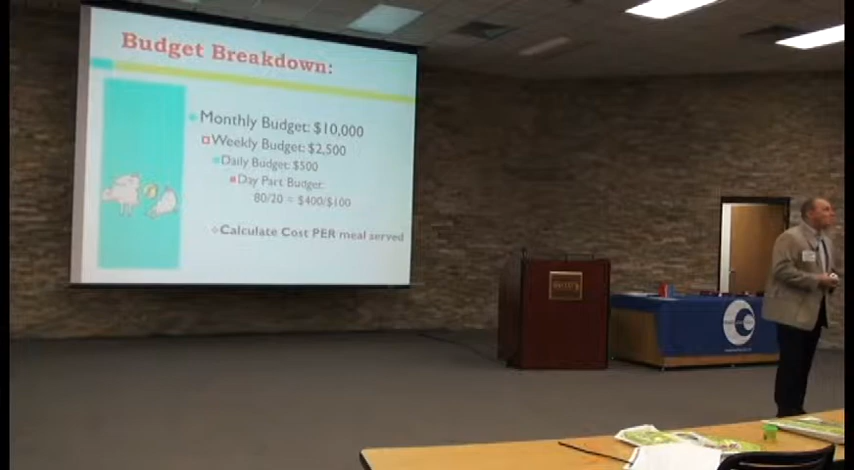 Budget Breakdown:
Monthly Budget: $10,000
Weekly Budget: $2,500
Daily Budget: $500
Day Part Budget:
80/20 = $400/$100
Calculate Cost PER meal served